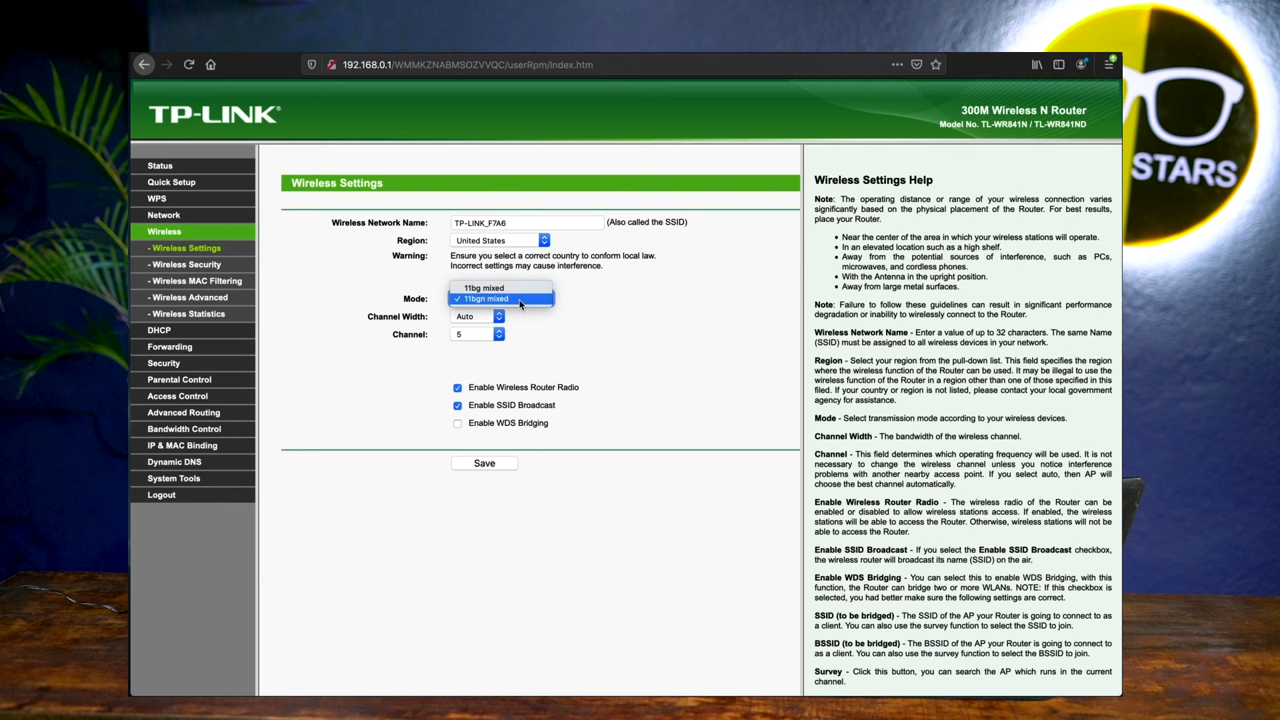 192.168.0.1/WMMKZNABMSOZVVQC/userRpm/Index.htm
TP-LINK®
300M Wireless N Router
Model No. TL-WR841N / TL-WR841ND
STARS
Status
Quick Setup
WPS
Network
Wireless
- Wireless Settings
- Wireless Security
- Wireless MAC Filtering
- Wireless Advanced
- Wireless Statistics
DHCP
Forwarding
Security
Parental Control
Access Control
Advanced Routing
Bandwidth Control
IP & MAC Binding
Dynamic DNS
System Tools
Logout
Wireless Settings
Wireless Network Name: TP-LINK_F7A6 (Also called the SSID)
Region: United States
Warning: Ensure you select a correct country to conform local law.
Incorrect settings may cause interference.
11bg mixed
Mode: ✓ 11bgn mixed
Channel Width: Auto
Channel: 5
Enable Wireless Router Radio
Enable SSID Broadcast
Enable WDS Bridging
Save
Wireless Settings Help
Note: The operating distance or range of your wireless connection varies
significantly based on the physical placement of the Router. For best results,
place your Router.
• Near the center of the area in which your wireless stations will operate.
• In an elevated location such as a high shelf.
• Away from the potential sources of interference, such as PCs,
microwaves, and cordless phones.
• With the Antenna in the upright position.
• Away from large metal surfaces.
Note: Failure to follow these guidelines can result in significant performance
degradation or inability to wirelessly connect to the Router.
Wireless Network Name - Enter a value of up to 32 characters. The same Name
(SSID) must be assigned to all wireless devices in your network.
Region - Select your region from the pull-down list. This field specifies the region
where the wireless function of the Router can be used. It may be illegal to use the
wireless function of the Router in a region other than one of those specified in this
filed. If your country or region is not listed, please contact your local government
agency for assistance.
Mode - Select transmission mode according to your wireless devices.
Channel Width - The bandwidth of the wireless channel.
Channel - This field determines which operating frequency will be used. It is not
necessary to change the wireless channel unless you notice interference
problems with another nearby access point. If you select auto, then AP will
choose the best channel automatically.
Enable Wireless Router Radio - The wireless radio of the Router can be
enabled or disabled to allow wireless stations access. If enabled, the wireless
stations will be able to access the Router. Otherwise, wireless stations will not be
able to access the Router.
Enable SSID Broadcast - If you select the Enable SSID Broadcast checkbox,
the wireless router will broadcast its name (SSID) on the air.
Enable WDS Bridging - You can select this to enable WDS Bridging, with this
function, the Router can bridge two or more WLANs. NOTE: If this checkbox is
selected, you had better make sure the following settings are correct.
SSID (to be bridged) - The SSID of the AP your Router is going to connect to as
a client. You can also use the survey function to select the SSID to join.
BSSID (to be bridged) - The BSSID of the AP your Router is going to connect to
as a client. You can also use the survey function to select the BSSID to join.
Survey - Click this button, you can search the AP which runs in the current
channel.